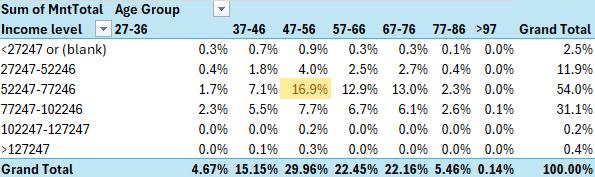 Sum of MntTotal Age Group
Income level 27-36 37-46 47-56 57-66 67-76 77-86 >97 Grand Total
<27247 or (blank) 0.3% 0.7% 0.9% 0.3% 0.3% 0.1% 0.0% 2.5%
27247-52246 0.4% 1.8% 4.0% 2.5% 2.7% 0.4% 0.0% 11.9%
52247-77246 1.7% 7.1% 16.9% 12.9% 13.0% 2.3% 0.0% 54.0%
77247-102246 2.3% 5.5% 7.7% 6.7% 6.1% 2.6% 0.1% 31.1%
102247-127247 0.0% 0.0% 0.2% 0.0% 0.0% 0.0% 0.0% 0.2%
>127247 0.0% 0.1% 0.3% 0.0% 0.0% 0.0% 0.0% 0.4%
Grand Total 4.67% 15.15% 29.96% 22.45% 22.16% 5.46% 0.14% 100.00%